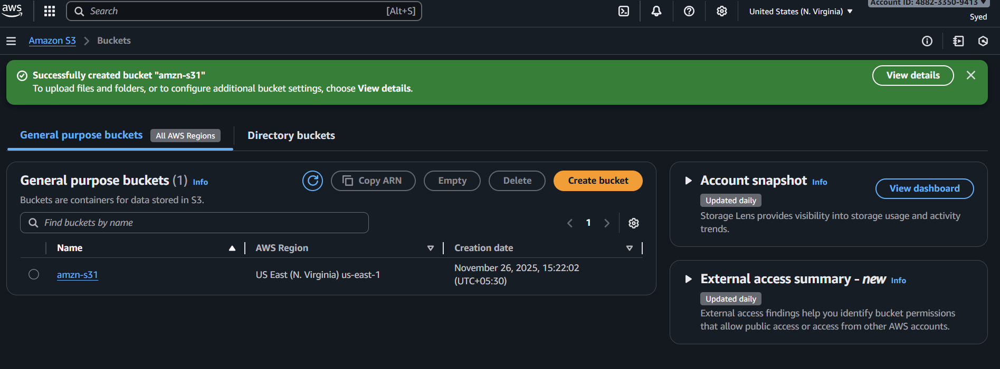 aws
Search [Alt+S]
United States (N. Virginia)
Account ID: 4882-3350-9413
Syed
Amazon S3 Buckets
Successfully created bucket "amzn-s31"
To upload files and folders, or to configure additional bucket settings, choose View details.
View details
General purpose buckets All AWS Regions
Directory buckets
General purpose buckets (1) Info
Copy ARN
Empty
Delete
Create bucket
Buckets are containers for data stored in S3.
Find buckets by name
1
Name AWS Region Creation date
amzn-s31 US East (N. Virginia) us-east-1 November 26, 2025, 15:22:02
(UTC+05:30)
Account snapshot Info
View dashboard
Updated daily
Storage Lens provides visibility into storage usage and activity
trends.
External access summary - new Info
Updated daily
External access findings help you identify bucket permissions
that allow public access or access from other AWS accounts.